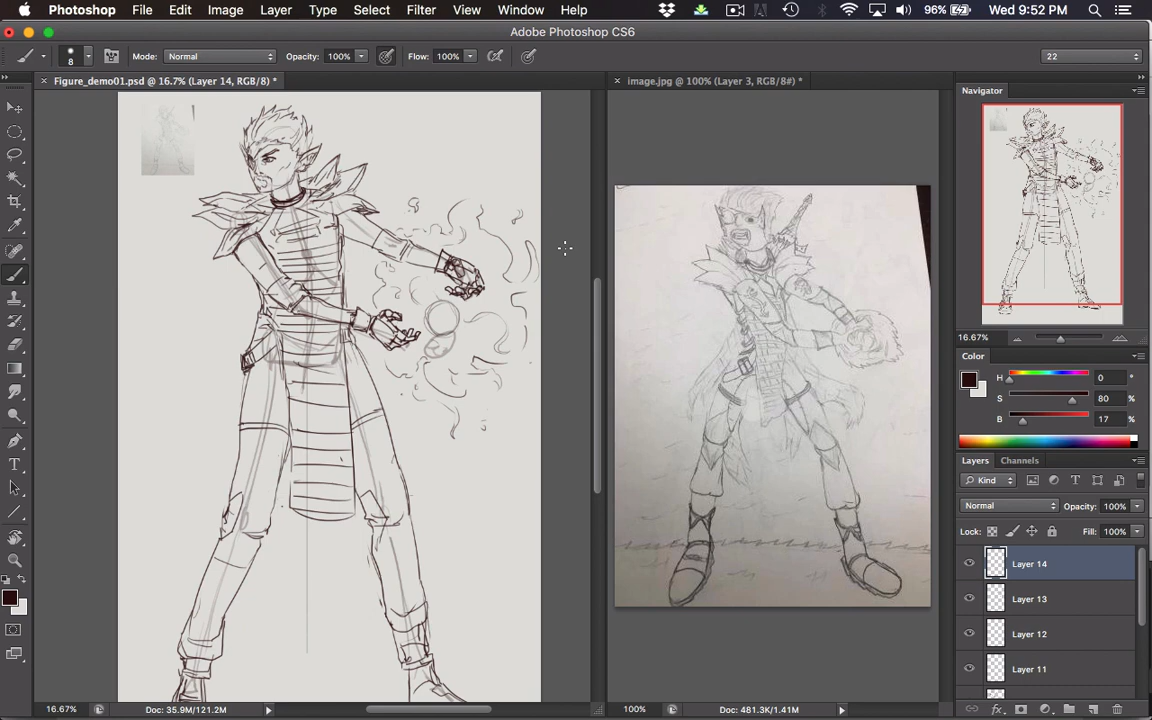 Photoshop File Edit Image Layer Type Select Filter View Window Help 96% Wed 9:52 PM
Adobe Photoshop CS6
8 Mode: Normal Opacity: 100% Flow: 100% 22
Figure_demo01.psd @ 16.7% (Layer 14, RGB/8) * image.jpg @ 100% (Layer 3, RGB/8#) *
Navigator
16.67%
Color
H 0 °
S 80 %
B 17 %
Layers Channels
Kind
Normal Opacity: 100%
Lock: Fill: 100%
Layer 14
Layer 13
Layer 12
Layer 11
16.67% Doc: 35.9M/121.2M 100% Doc: 481.3K/1.41M